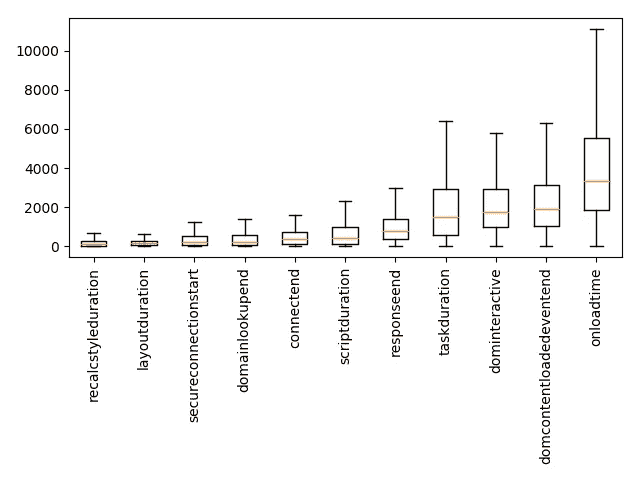 10000
8000
6000
4000
2000
0
recalcstyleduration
layoutduration
secureconnectionstart
domainlookupend
connectend
scriptduration
responseend
taskduration
dominteractive
domcontentloadedeventend
onloadtime